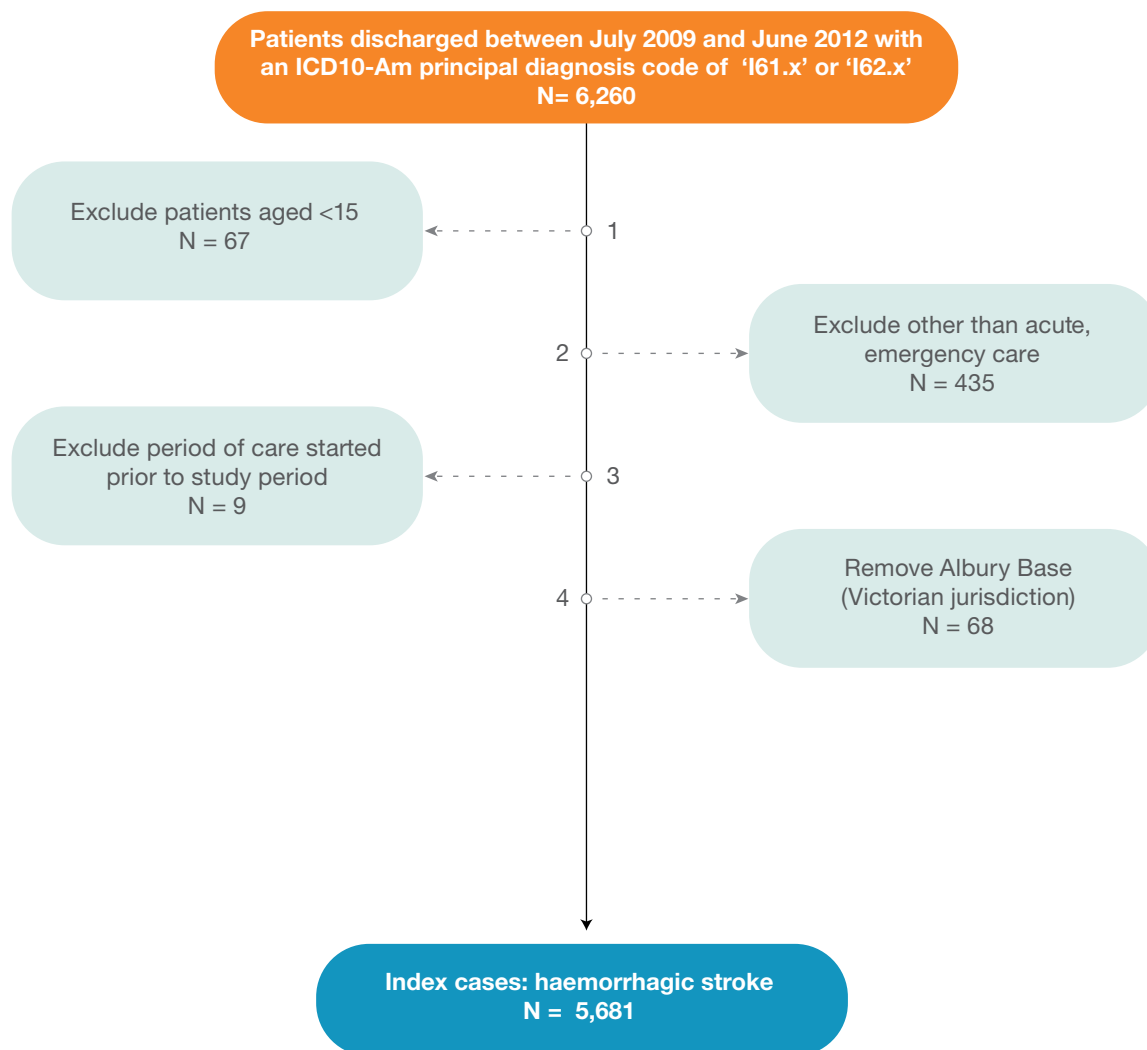 Patients discharged between July 2009 and June 2012 with
an ICD10-Am principal diagnosis code of ‘I61.x’ or ‘I62.x’
N= 6,260
Exclude patients aged <15
N = 67
1
2
Exclude other than acute,
emergency care
N = 435
Exclude period of care started
prior to study period
N = 9
3
4
Remove Albury Base
(Victorian jurisdiction)
N = 68
Index cases: haemorrhagic stroke
N = 5,681